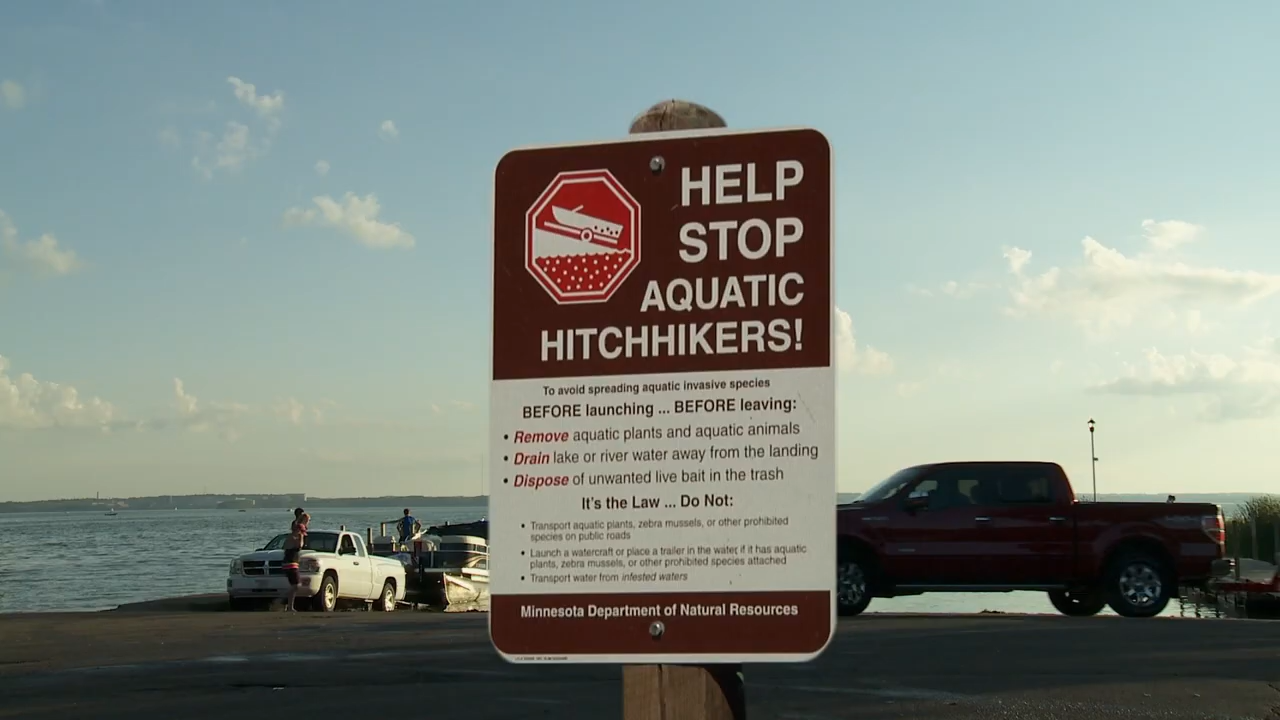 HELP
STOP
AQUATIC
HITCHHIKERS!
To avoid spreading aquatic invasive species
BEFORE launching ... BEFORE leaving:
• Remove aquatic plants and aquatic animals
• Drain lake or river water away from the landing
• Dispose of unwanted live bait in the trash
It's the Law ... Do Not:
• Transport aquatic plants, zebra mussels, or other prohibited
species on public roads
• Launch a watercraft or place a trailer in the water if it has aquatic
plants, zebra mussels, or other prohibited species attached
• Transport water from infested waters
Minnesota Department of Natural Resources